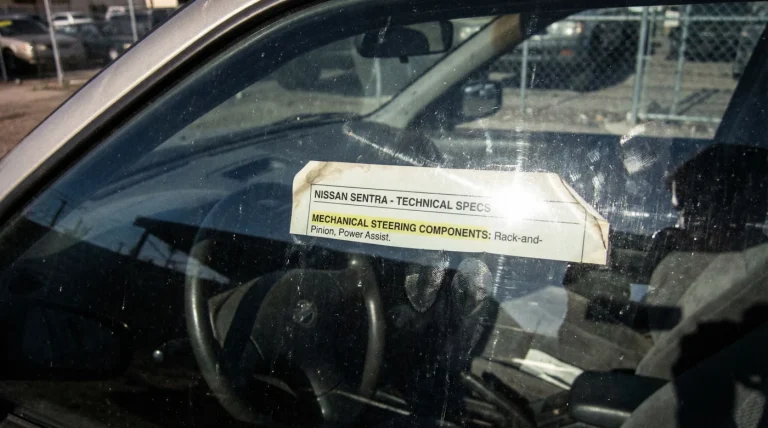 NISSAN SENTRA - TECHNICAL SPECS
MECHANICAL STEERING COMPONENTS: Rack-and-
Pinion, Power Assist.